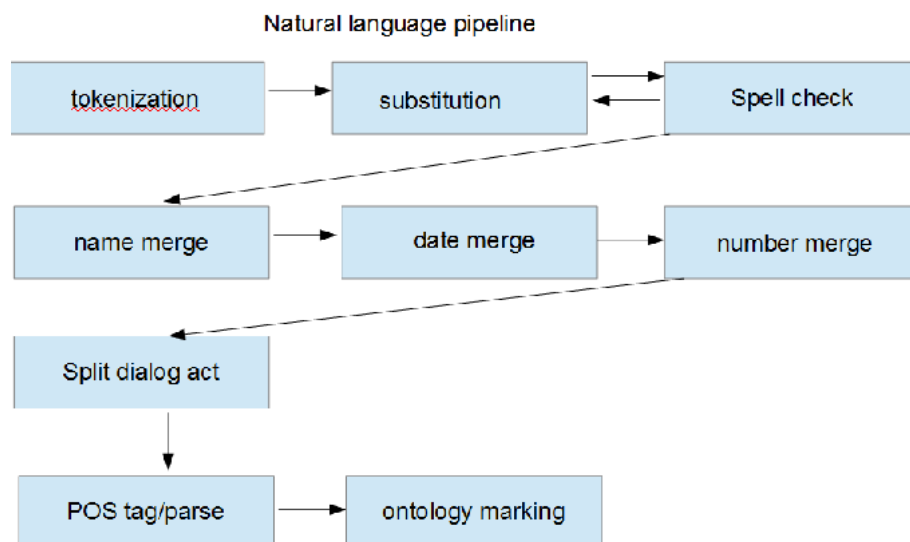 Natural language pipeline
tokenization
substitution
Spell check
name merge
date merge
number merge
Split dialog act
POS tag/parse
ontology marking